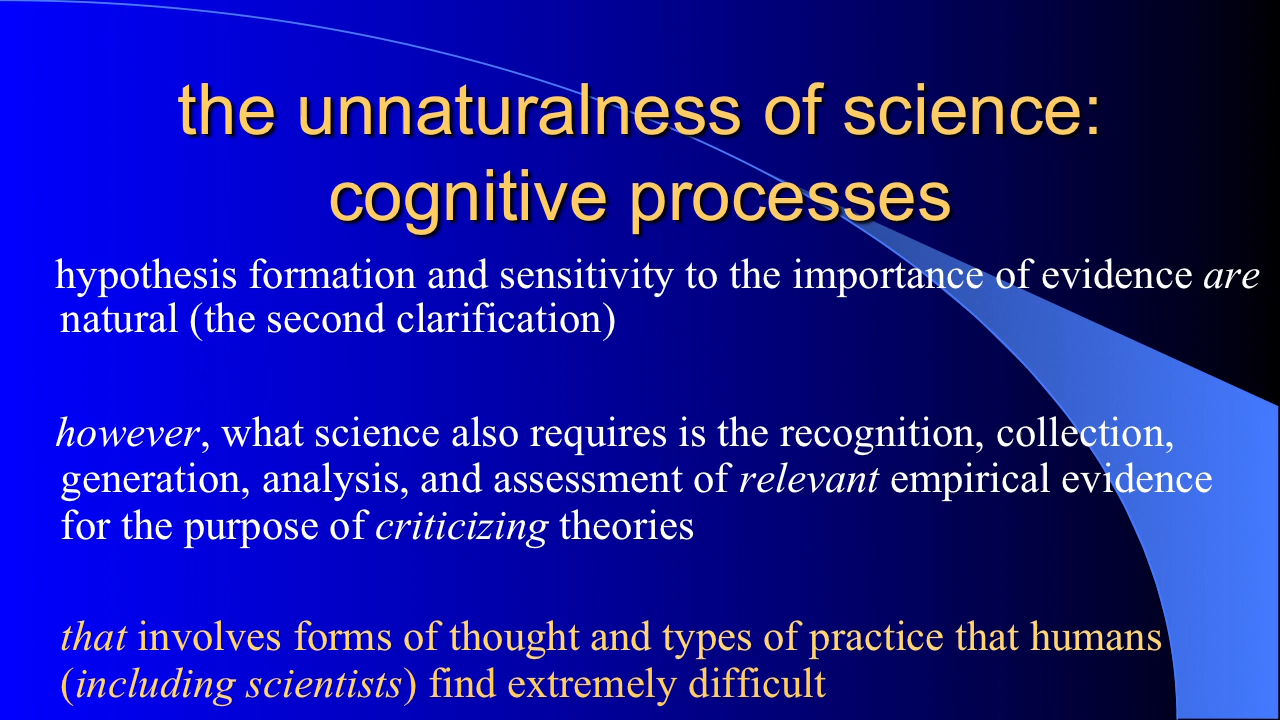 the unnaturalness of science:
cognitive processes
hypothesis formation and sensitivity to the importance of evidence are
natural (the second clarification)
however, what science also requires is the recognition, collection,
generation, analysis, and assessment of relevant empirical evidence
for the purpose of criticizing theories
that involves forms of thought and types of practice that humans
(including scientists) find extremely difficult